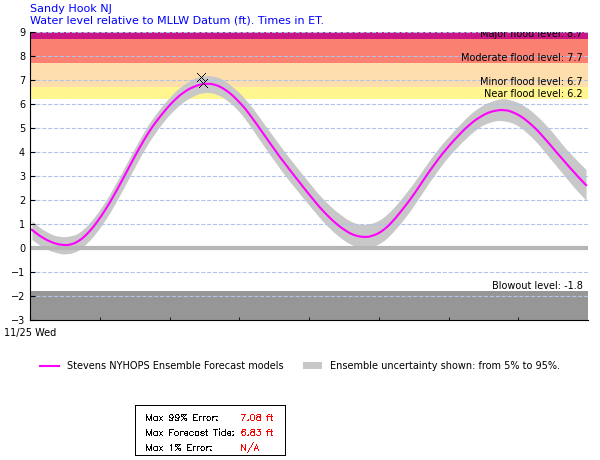 Sandy Hook NJ
Water level relative to MLLW Datum (ft). Times in ET.
9
Major flood level: 8.7
8
Moderate flood level: 7.7
7
Minor flood level: 6.7
6
Near flood level: 6.2
5
4
3
2
1
0
−1
Blowout level: -1.8
−2
−3
11/25 Wed
Stevens NYHOPS Ensemble Forecast models
Ensemble uncertainty shown: from 5% to 95%.
Max 99% Error: 7.08 ft
Max Forecast Tide: 6.83 ft
Max 1% Error: N/A